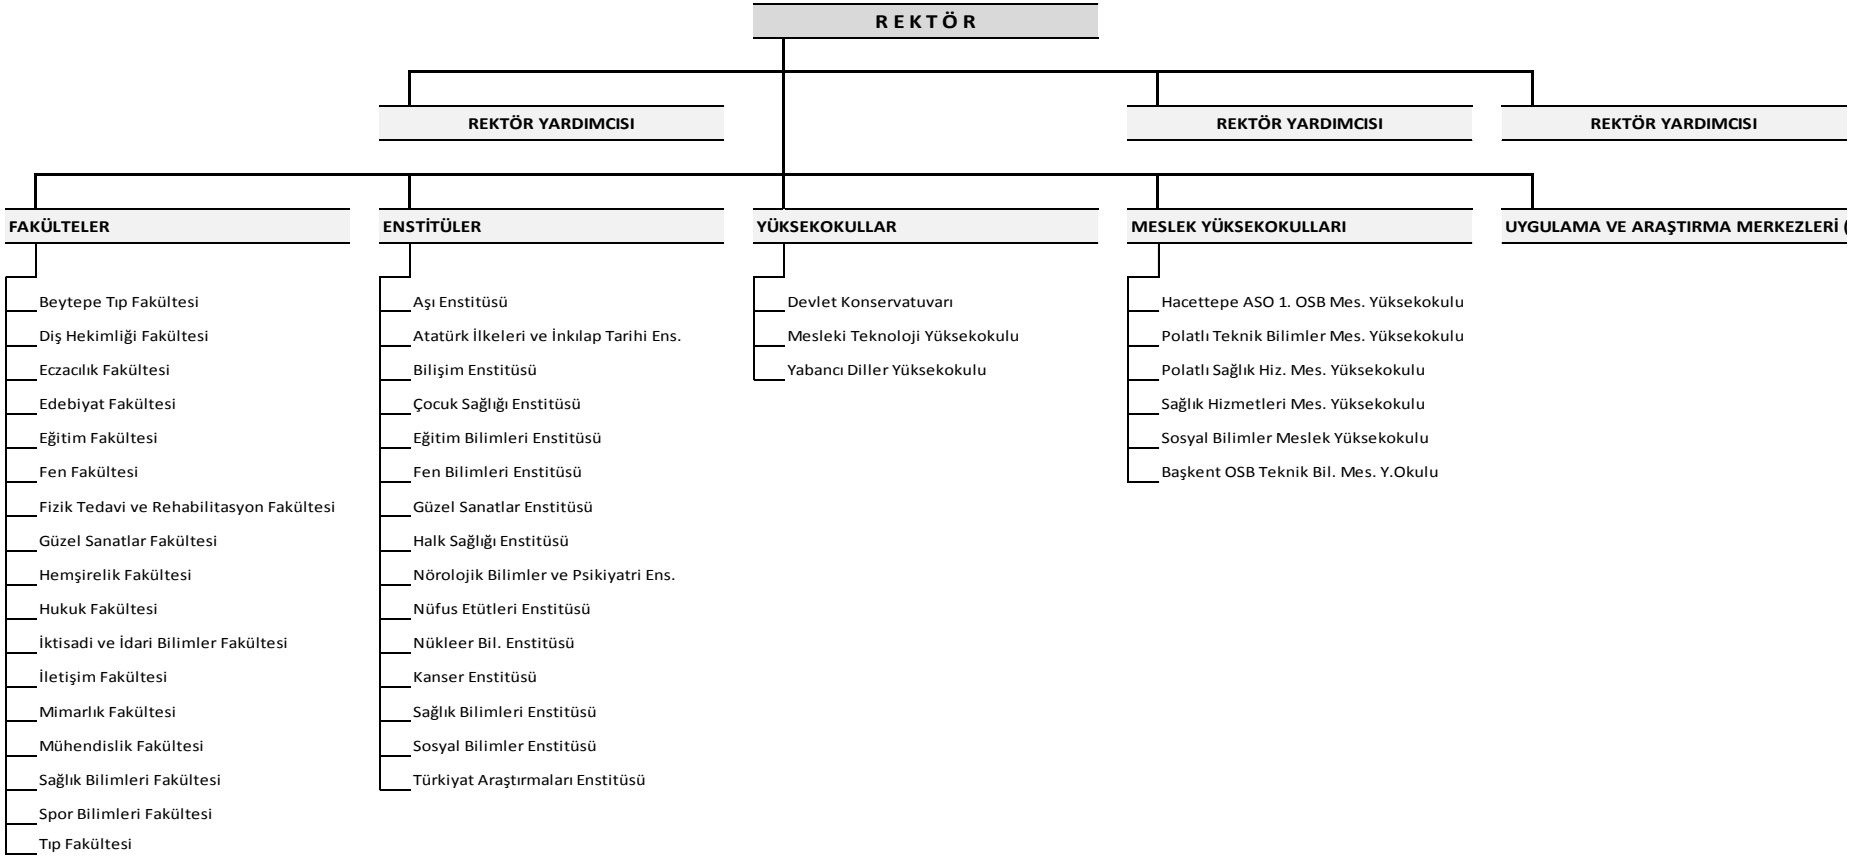 R E K T Ö R
REKTÖR YARDIMCISI
REKTÖR YARDIMCISI
REKTÖR YARDIMCISI
FAKÜLTELER
Beytepe Tıp Fakültesi
Diş Hekimliği Fakültesi
Eczacılık Fakültesi
Edebiyat Fakültesi
Eğitim Fakültesi
Fen Fakültesi
Fizik Tedavi ve Rehabilitasyon Fakültesi
Güzel Sanatlar Fakültesi
Hemşirelik Fakültesi
Hukuk Fakültesi
İktisadi ve İdari Bilimler Fakültesi
İletişim Fakültesi
Mimarlık Fakültesi
Mühendislik Fakültesi
Sağlık Bilimleri Fakültesi
Spor Bilimleri Fakültesi
Tıp Fakültesi
ENSTİTÜLER
Aşı Enstitüsü
Atatürk İlkeleri ve İnkılap Tarihi Ens.
Bilişim Enstitüsü
Çocuk Sağlığı Enstitüsü
Eğitim Bilimleri Enstitüsü
Fen Bilimleri Enstitüsü
Güzel Sanatlar Enstitüsü
Halk Sağlığı Enstitüsü
Nörolojik Bilimler ve Psikiyatri Ens.
Nüfus Etütleri Enstitüsü
Nükleer Bil. Enstitüsü
Kanser Enstitüsü
Sağlık Bilimleri Enstitüsü
Sosyal Bilimler Enstitüsü
Türkiyat Araştırmaları Enstitüsü
YÜKSEKOKULLAR
Devlet Konservatuvarı
Mesleki Teknoloji Yüksekokulu
Yabancı Diller Yüksekokulu
MESLEK YÜKSEKOKULLARI
Hacettepe ASO 1. OSB Mes. Yüksekokulu
Polatlı Teknik Bilimler Mes. Yüksekokulu
Polatlı Sağlık Hiz. Mes. Yüksekokulu
Sağlık Hizmetleri Mes. Yüksekokulu
Sosyal Bilimler Meslek Yüksekokulu
Başkent OSB Teknik Bil. Mes. Y.Okulu
UYGULAMA VE ARAŞTIRMA MERKEZLERİ (